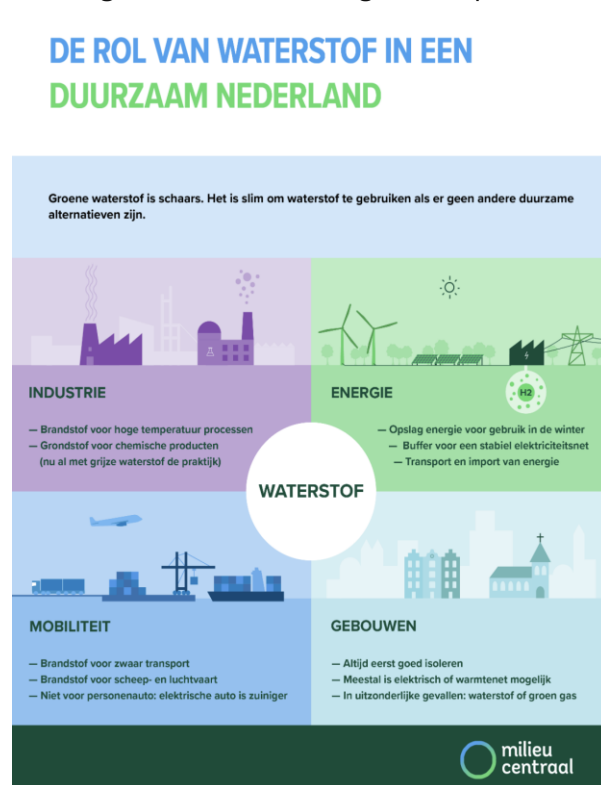 DE ROL VAN WATERSTOF IN EEN
DUURZAAM NEDERLAND
Groene waterstof is schaars. Het is slim om waterstof te gebruiken als er geen andere duurzame
alternatieven zijn.
INDUSTRIE
— Brandstof voor hoge temperatuur processen
— Grondstof voor chemische producten
(nu al met grijze waterstof de praktijk)
H2
ENERGIE
— Opslag energie voor gebruik in de winter
— Buffer voor een stabiel elektriciteitsnet
— Transport en import van energie
WATERSTOF
MOBILITEIT
— Brandstof voor zwaar transport
— Brandstof voor scheep- en luchtvaart
— Niet voor personenauto: elektrische auto is zuiniger
GEBOUWEN
— Altijd eerst goed isoleren
— Meestal is elektrisch of warmtenet mogelijk
— In uitzonderlijke gevallen: waterstof of groen gas
milieu
centraal